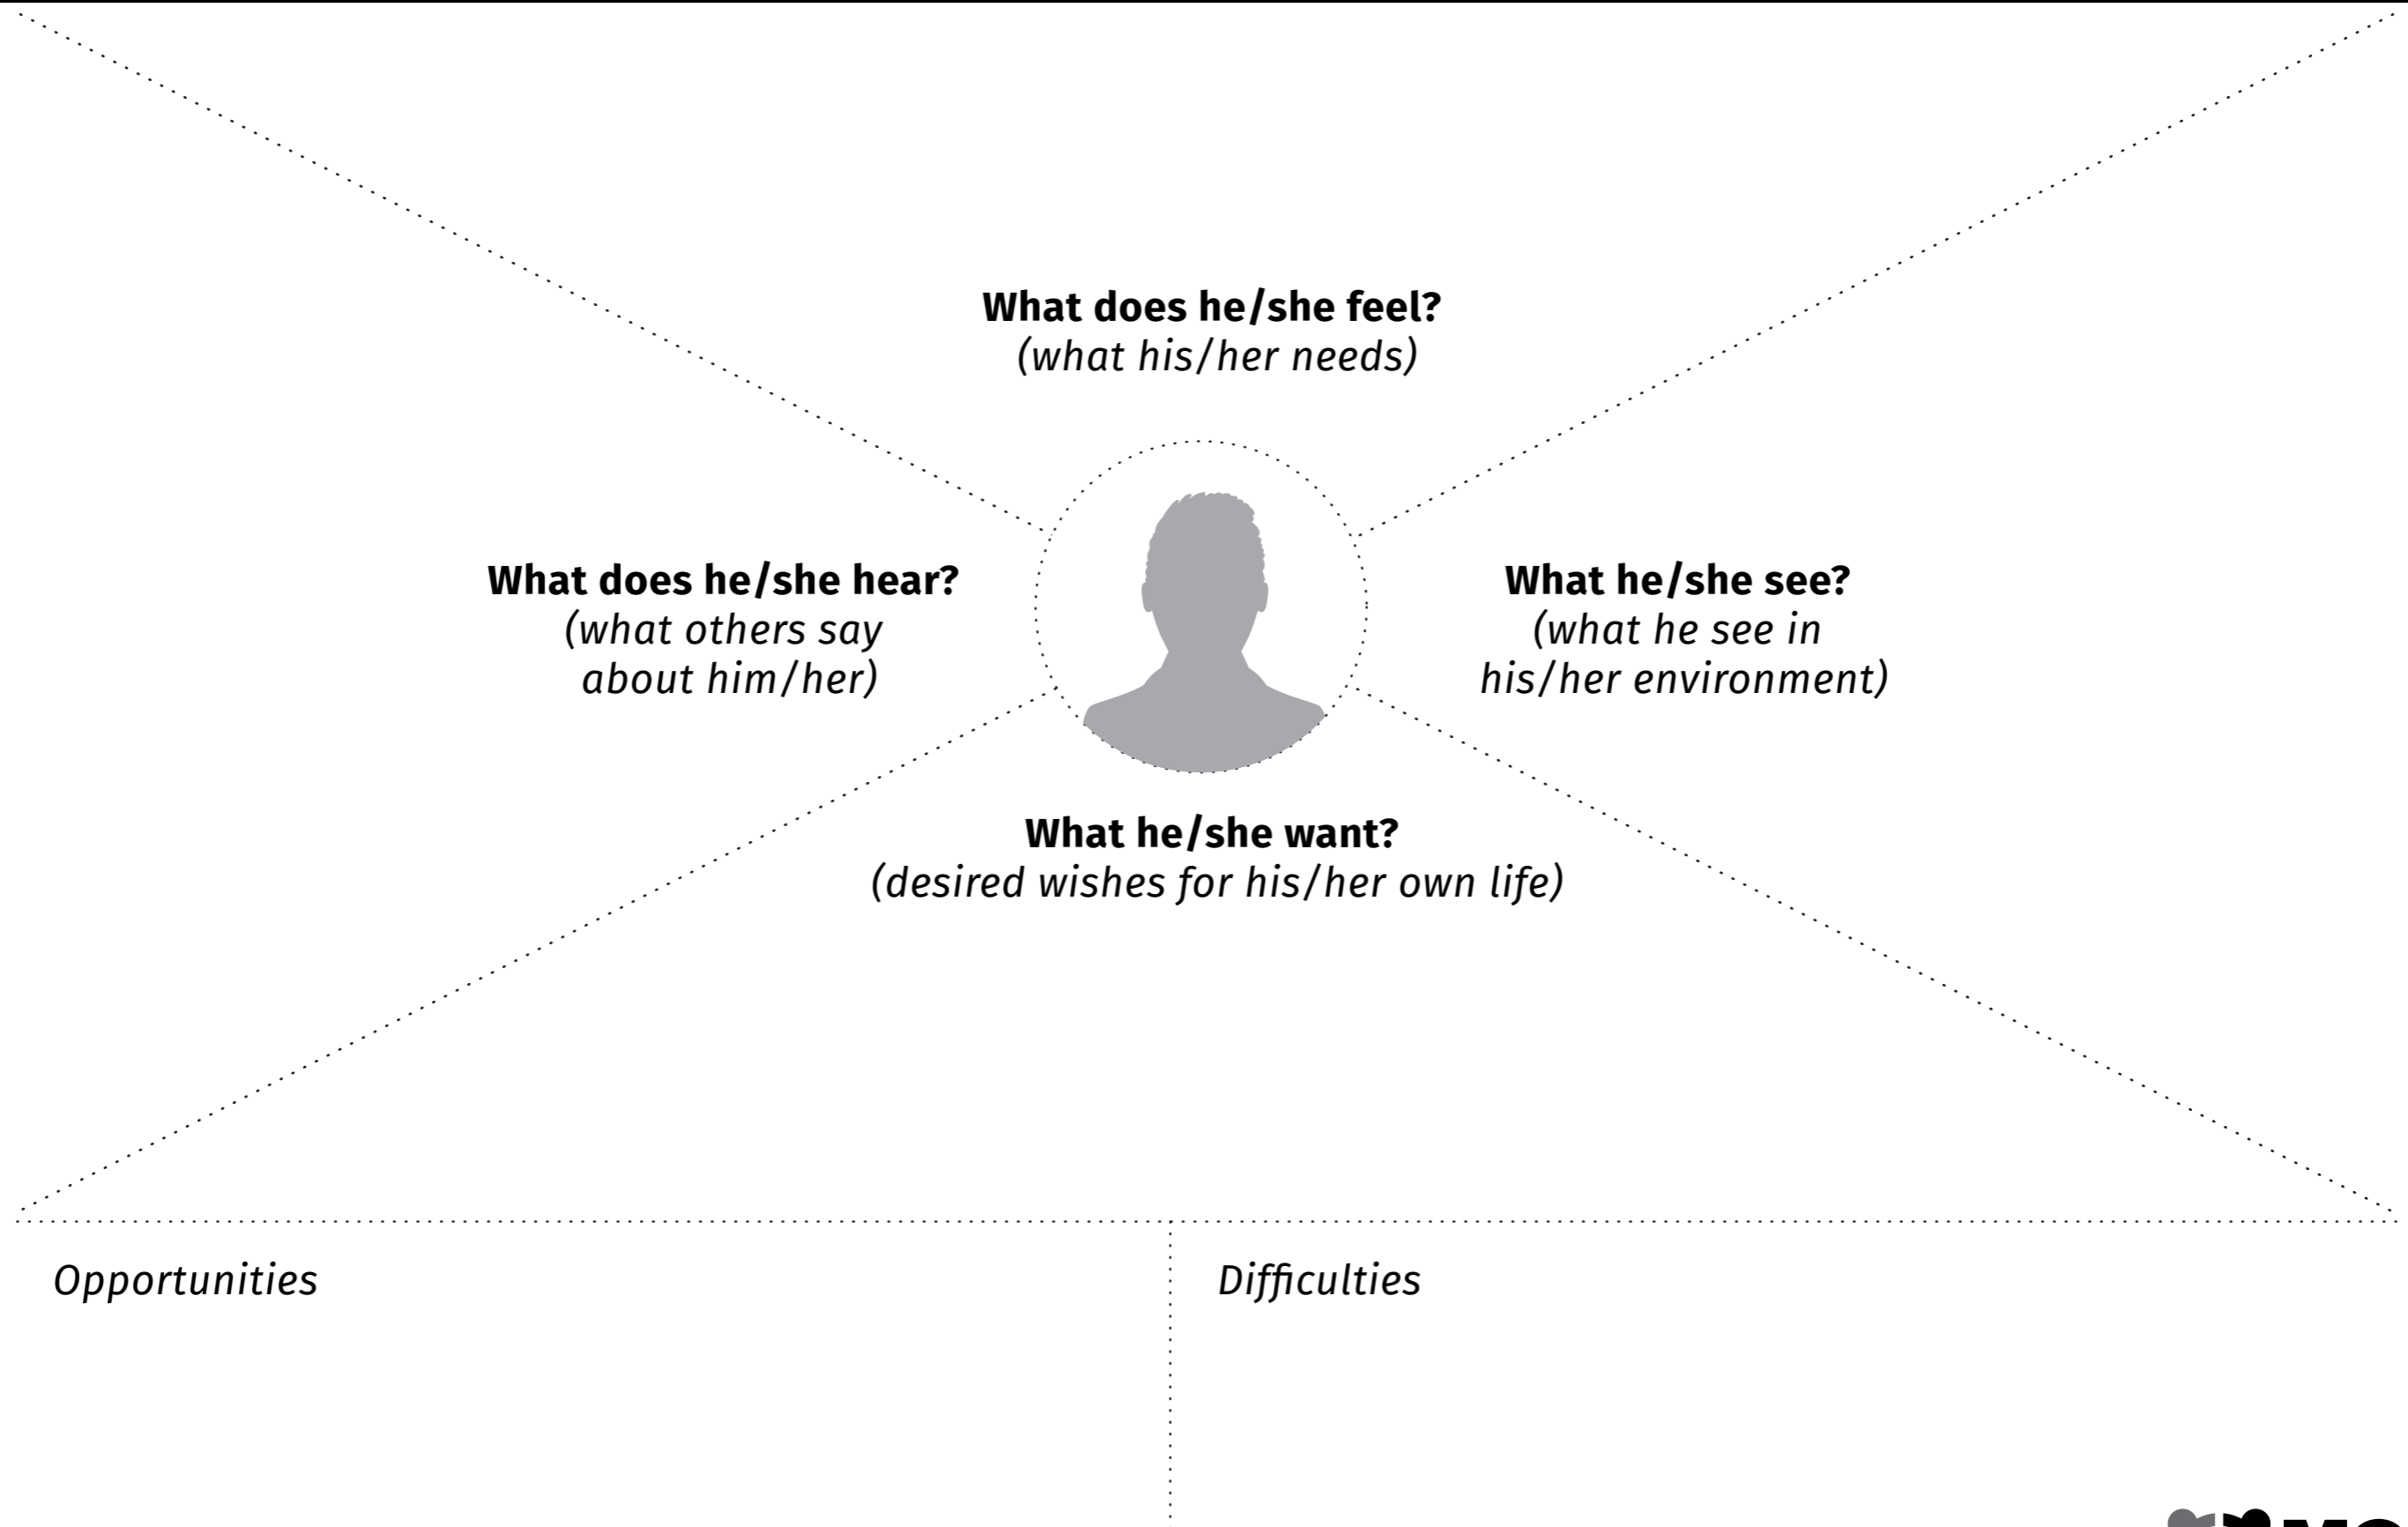 What does he/she feel?
(what his/her needs)
What does he/she hear?
(what others say
about him/her)
What he/she see?
(what he see in
his/her environment)
What he/she want?
(desired wishes for his/her own life)
Opportunities
Difficulties